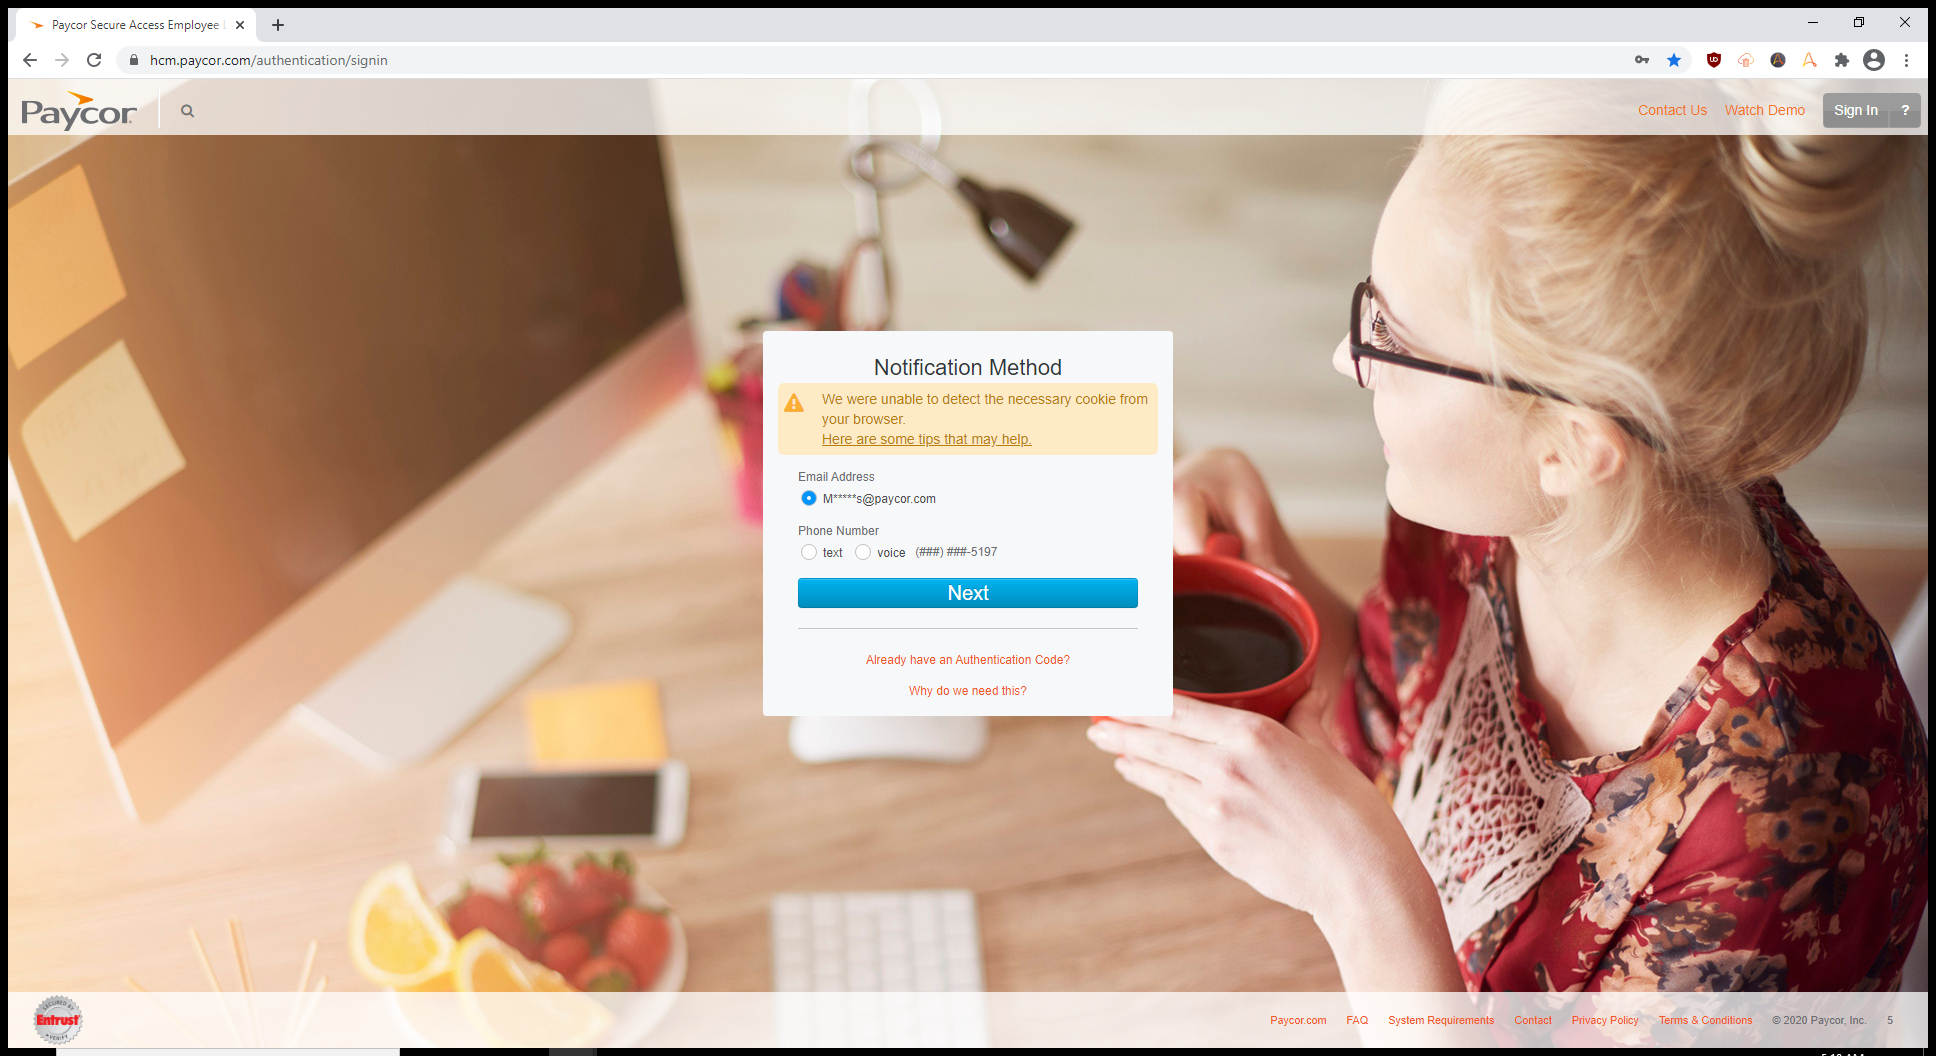 Paycor Secure Access Employee
hcm.paycor.com/authentication/signin
Paycor
Contact Us
Watch Demo
Sign In
?
Notification Method
We were unable to detect the necessary cookie from
your browser.
Here are some tips that may help.
Email Address
M*****s@paycor.com
Phone Number
text voice (###) ###-5197
Next
Already have an Authentication Code?
Why do we need this?
SECURED BY
Entrust
VERIFY
Paycor.com FAQ System Requirements Contact Privacy Policy Terms & Conditions © 2020 Paycor, Inc. 5